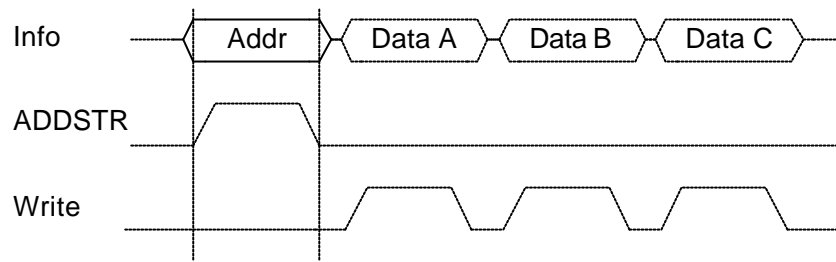 Info Addr Data A Data B Data C
ADDSTR
Write